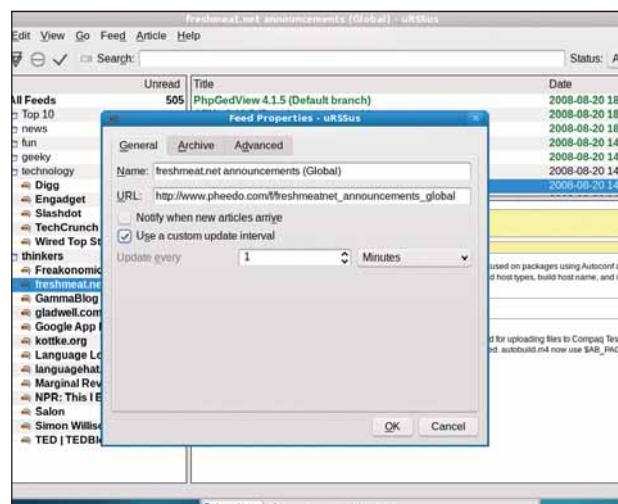 freshmeat.net announcements (Global) - uRSSus
Edit View Go Feed Article Help
Search: Status:
Unread Title Date
All Feeds 505 PhpGedView 4.1.5 (Default branch) 2008-08-20 18
Top 10 2008-08-20 18
news 2008-08-20 18
fun 2008-08-20 14
geeky 2008-08-20 14
technology 2008-08-20 14
Digg 2008-08-20 14
Engadget
Slashdot
TechCrunch
Wired Top St
thinkers
Freakonomic
freshmeat.ne
GammaBlog
gladwell.com
Google App
kottke.org
Language Lo
languagehat.
Marginal Rev
NPR: This I E
Salon
Simon Williso
TED | TEDBl
Feed Properties - uRSSus
General Archive Advanced
Name: freshmeat.net announcements (Global)
URL: http://www.pheedo.com/f/freshmeatnet_announcements_global
Notify when new articles arrive
Use a custom update interval
Update every 1 Minutes
OK Cancel
used on packages using Autoconf
d host types, build host name, and
d for uploading files to Compaq Tes
ed. autobuild.m4 now use $AB_PAC